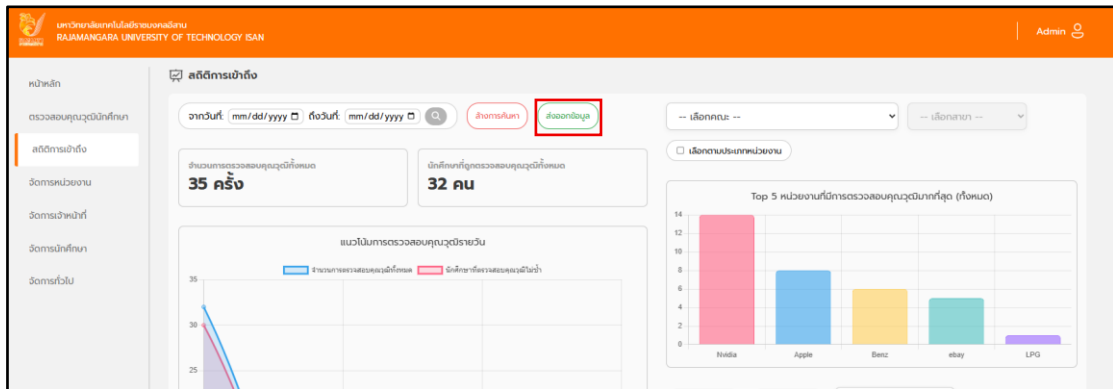 มหาวิทยาลัยเทคโนโลยีราชมงคลอีสาน
RAJAMANGARA UNIVERSITY OF TECHNOLOGY ISAN
Admin
หน้าหลัก
ตรวจสอบคุณวุฒินักศึกษา
สถิติการเข้าถึง
จัดการหน่วยงาน
จัดการเจ้าหน้าที่
จัดการนักศึกษา
จัดการทั่วไป
สถิติการเข้าถึง
จากวันที่: mm/dd/yyyy ถึงวันที่: mm/dd/yyyy ล้างการค้นหา ส่งออกข้อมูล
จำนวนการตรวจสอบคุณวุฒิทั้งหมด
35 ครั้ง
นักศึกษาที่ถูกตรวจสอบคุณวุฒิทั้งหมด
32 คน
แนวโน้มการตรวจสอบคุณวุฒิรายวัน
จำนวนการตรวจสอบคุณวุฒิทั้งหมด นักศึกษาที่ตรวจสอบคุณวุฒิไม่ซ้ำ
35
30
25
-- เลือกคณะ -- -- เลือกสาขา --
เลือกตามประเภทหน่วยงาน
Top 5 หน่วยงานที่มีการตรวจสอบคุณวุฒิมากที่สุด (ทั้งหมด)
14
12
10
8
6
4
2
0
Nvidia Apple Benz ebay LPG